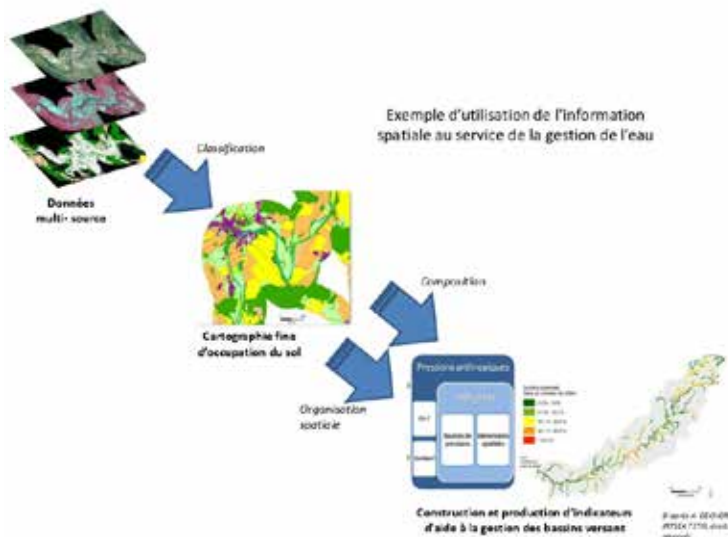 Exemple d'utilisation de l'information
spatiale au service de la gestion de l'eau
Classification
Données
multi- source
Composition
Cartographie fine
d'occupation du sol
Pressions anthropiques
Organisation
spatiale
Construction et production d'indicateurs
d'aide à la gestion des bassins versant